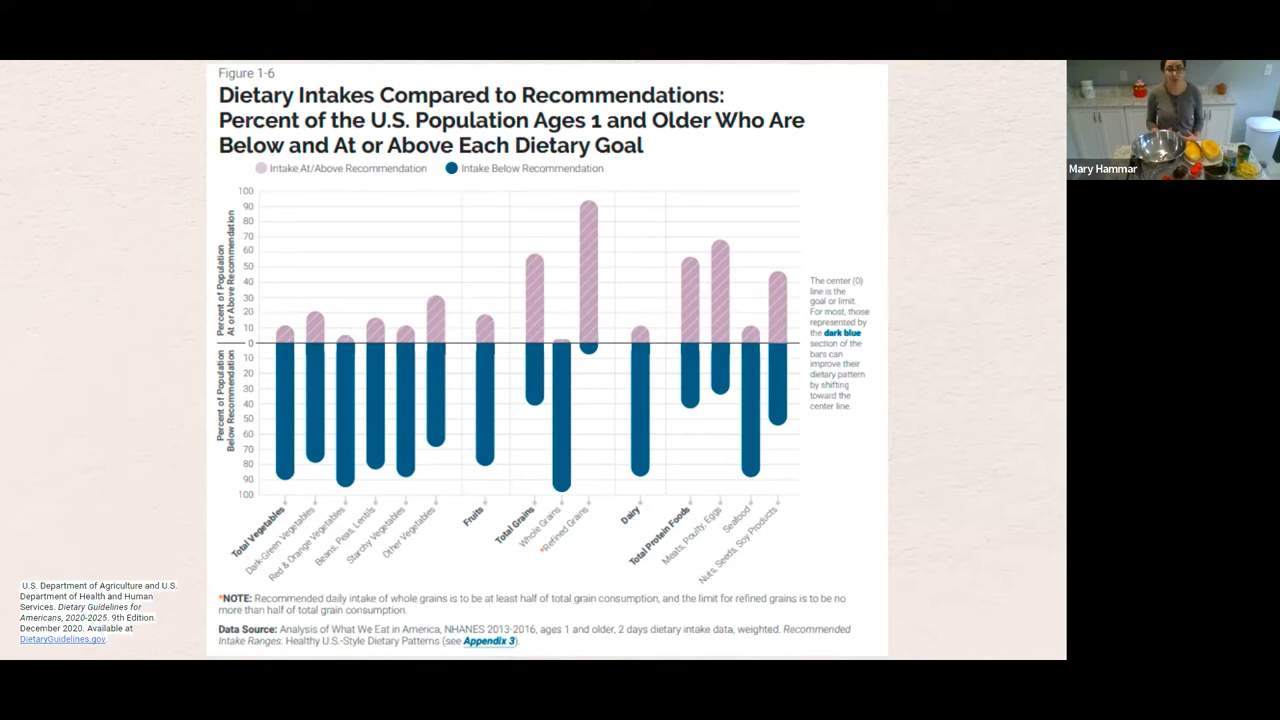 Figure 1-6
Dietary Intakes Compared to Recommendations:
Percent of the U.S. Population Ages 1 and Older Who Are
Below and At or Above Each Dietary Goal
Intake At/Above Recommendation
Intake Below Recommendation
Percent of Population
At or Above Recommendation
100
90
80
70
60
50
40
30
20
10
0
10
20
30
40
50
60
70
80
90
100
Percent of Population
Below Recommendation
Total Vegetables
Dark-Green Vegetables
Red & Orange Vegetables
Beans, Peas, Lentils
Starchy Vegetables
Other Vegetables
Fruits
Total Grains
Whole Grains
*Refined Grains
Dairy
Total Protein Foods
Meats, Poultry, Eggs
Seafood
Nuts, Seeds, Soy Products
The center (0)
line is the
goal or limit.
For most, those
represented by
the dark blue
section of the
bars can
improve their
dietary pattern
by shifting
toward the
center line.
*NOTE: Recommended daily intake of whole grains is to be at least half of total grain consumption, and the limit for refined grains is to be no
more than half of total grain consumption.
Data Source: Analysis of What We Eat in America, NHANES 2013-2016, ages 1 and older, 2 days dietary intake data, weighted. Recommended
Intake Ranges: Healthy U.S.-Style Dietary Patterns (see Appendix 3).
U.S. Department of Agriculture and U.S.
Department of Health and Human
Services. Dietary Guidelines for
Americans, 2020-2025. 9th Edition.
December 2020. Available at
DietaryGuidelines.gov.
Mary Hammar